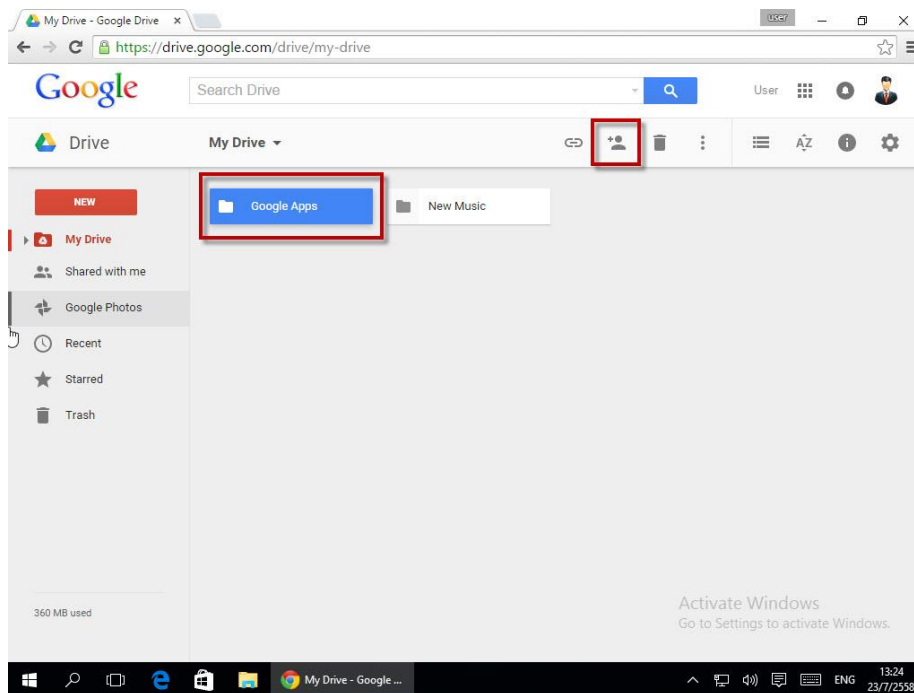 My Drive - Google Drive
user
https://drive.google.com/drive/my-drive
Google
Search Drive
User
Drive
My Drive
AZ
NEW
Google Apps
New Music
My Drive
Shared with me
Google Photos
Recent
Starred
Trash
360 MB used
Activate Windows
Go to Settings to activate Windows.
My Drive - Google ...
ENG
13:24
23/7/2558